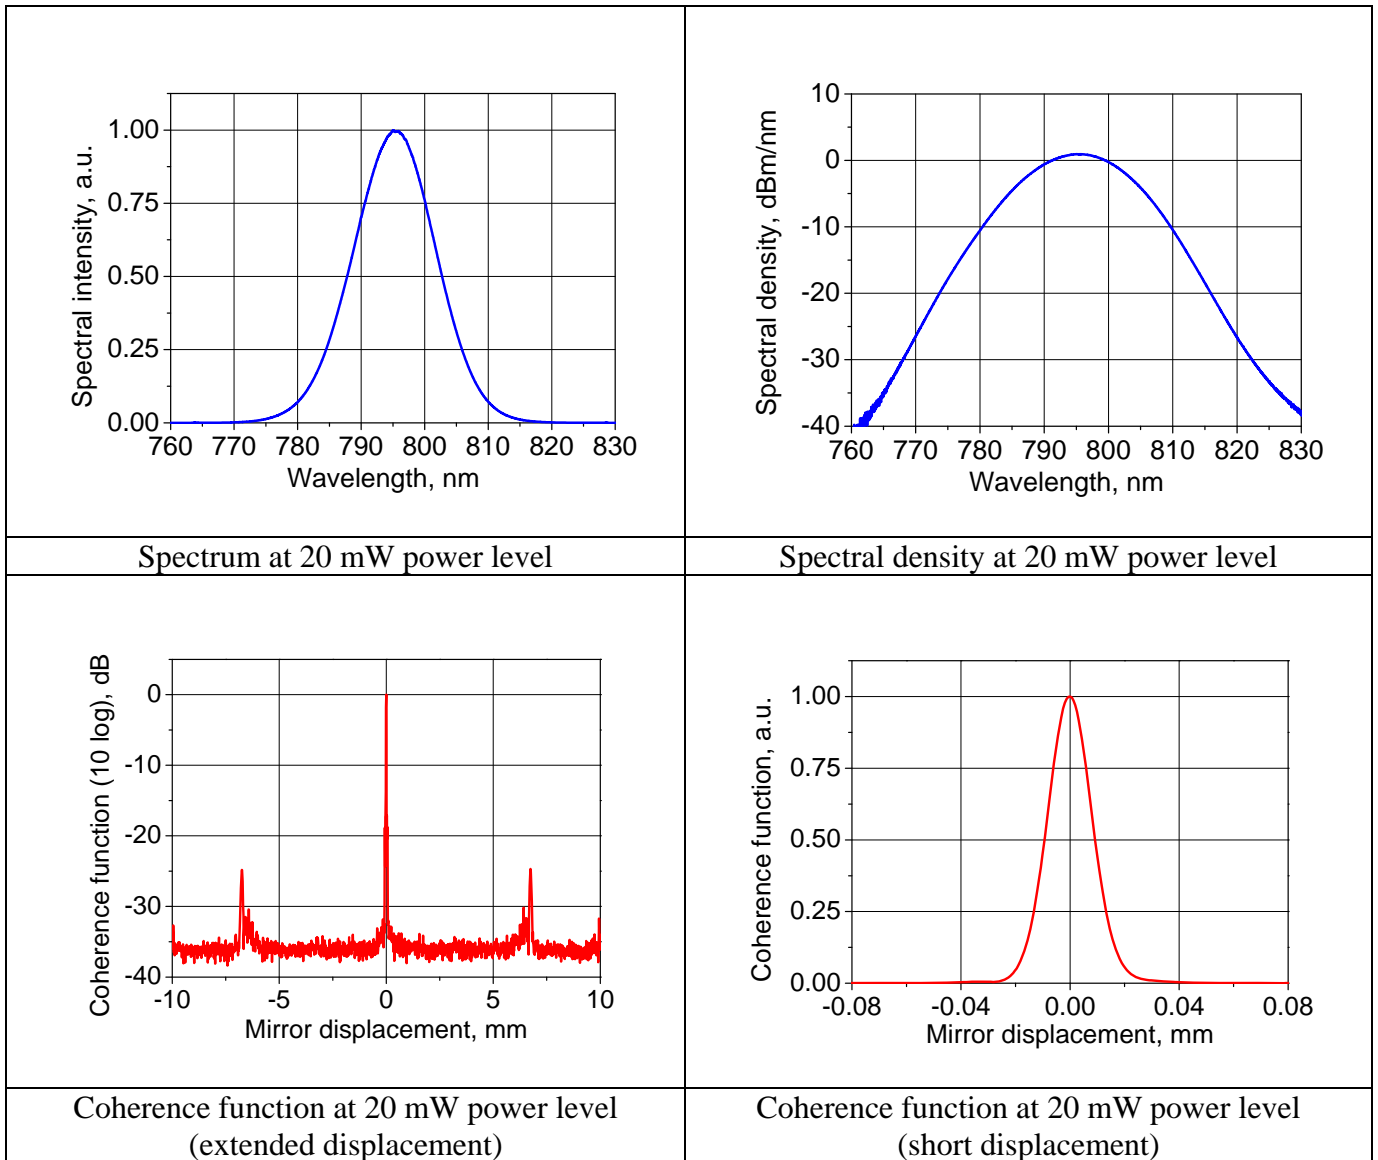 Spectral intensity, a.u.
1.00
0.75
0.50
0.25
0.00
760 770 780 790 800 810 820 830
Wavelength, nm
Spectral density, dBm/nm
10
0
-10
-20
-30
-40
760 770 780 790 800 810 820 830
Wavelength, nm
Spectrum at 20 mW power level
Spectral density at 20 mW power level
Coherence function (10 log), dB
0
-10
-20
-30
-40
-10 -5 0 5 10
Mirror displacement, mm
Coherence function, a.u.
1.00
0.75
0.50
0.25
0.00
-0.08 -0.04 0.00 0.04 0.08
Mirror displacement, mm
Coherence function at 20 mW power level
(extended displacement)
Coherence function at 20 mW power level
(short displacement)